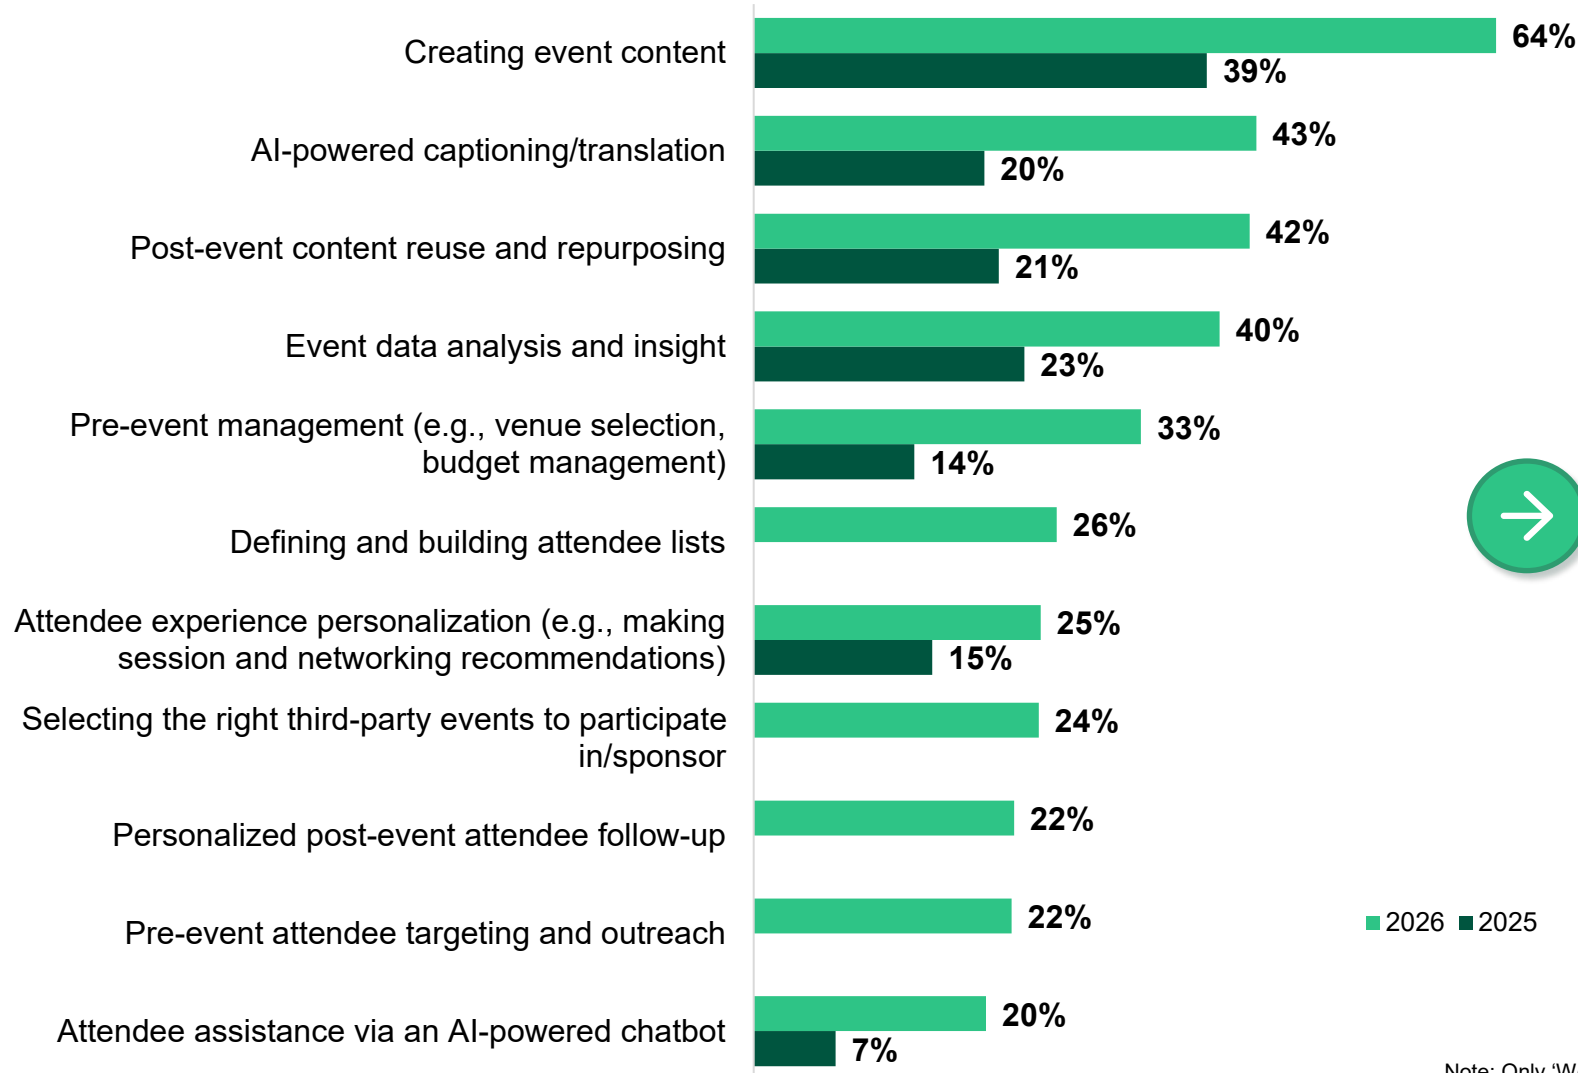 Creating event content
64%
39%
AI-powered captioning/translation
43%
20%
Post-event content reuse and repurposing
42%
21%
Event data analysis and insight
40%
23%
Pre-event management (e.g., venue selection,
budget management)
33%
14%
Defining and building attendee lists
26%
Attendee experience personalization (e.g., making
session and networking recommendations)
25%
15%
Selecting the right third-party events to participate
in/sponsor
24%
Personalized post-event attendee follow-up
22%
Pre-event attendee targeting and outreach
22%
2026 2025
Attendee assistance via an AI-powered chatbot
20%
7%
Note: Only